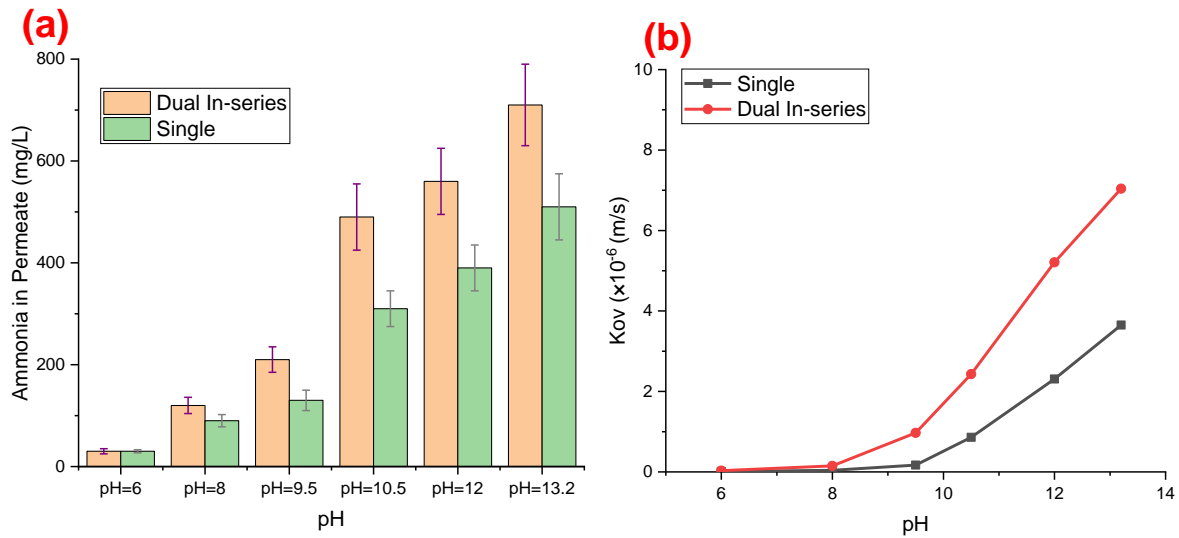 (a)
800
600
400
200
0
Ammonia in Permeate (mg/L)
Dual In-series
Single
pH=6 pH=8 pH=9.5 pH=10.5 pH=12 pH=13.2
pH
(b)
10
8
6
4
2
0
Kov (×10⁻⁶ (m/s)
Single
Dual In-series
6 8 10 12 14
pH